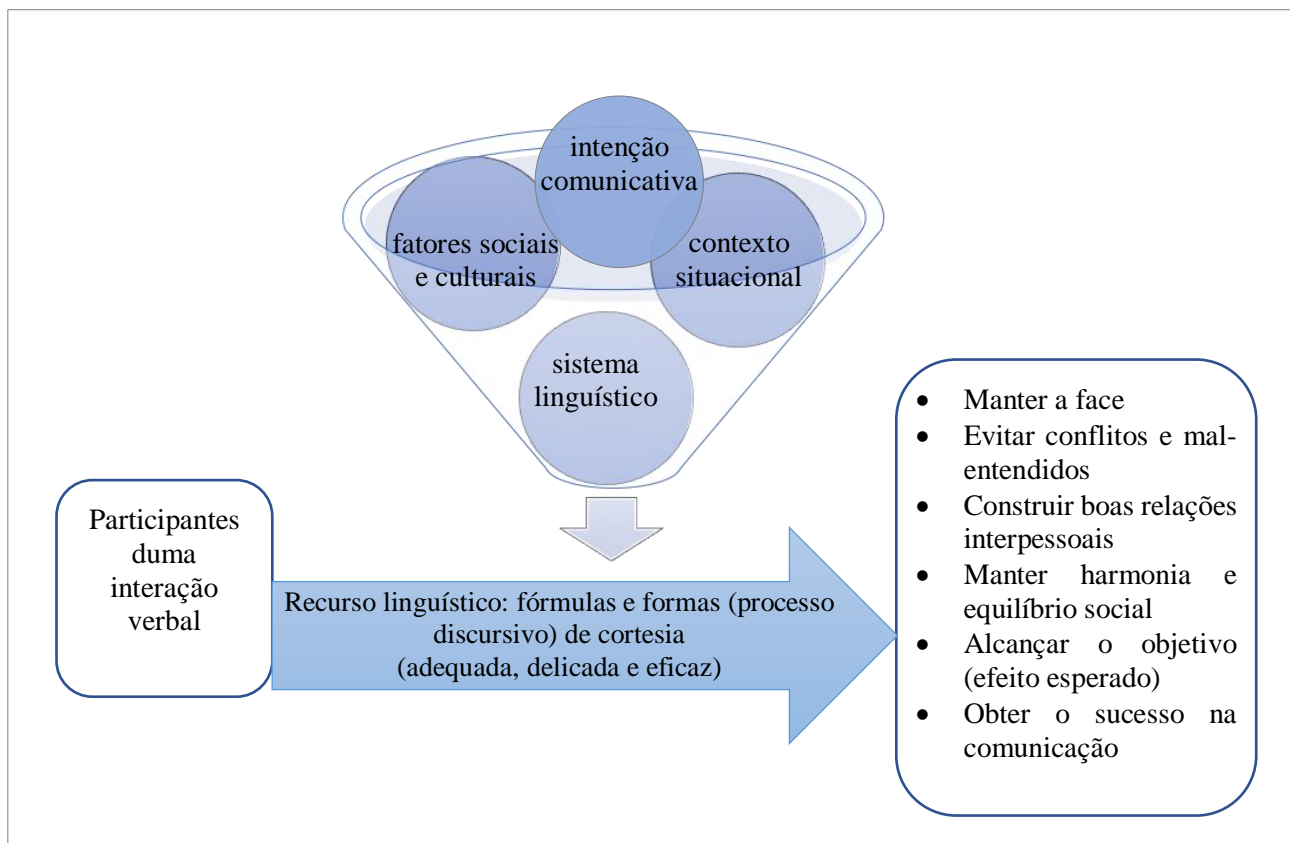 intenção
comunicativa
fatores sociais
e culturais
contexto
situacional
sistema
linguístico
Participantes
duma
interação
verbal
Recurso linguístico: fórmulas e formas (processo
discursivo) de cortesia
(adequada, delicada e eficaz)
• Manter a face
• Evitar conflitos e mal-
entendidos
• Construir boas relações
interpessoais
• Manter harmonia e
equilíbrio social
• Alcançar o objetivo
(efeito esperado)
• Obter o sucesso na
comunicação